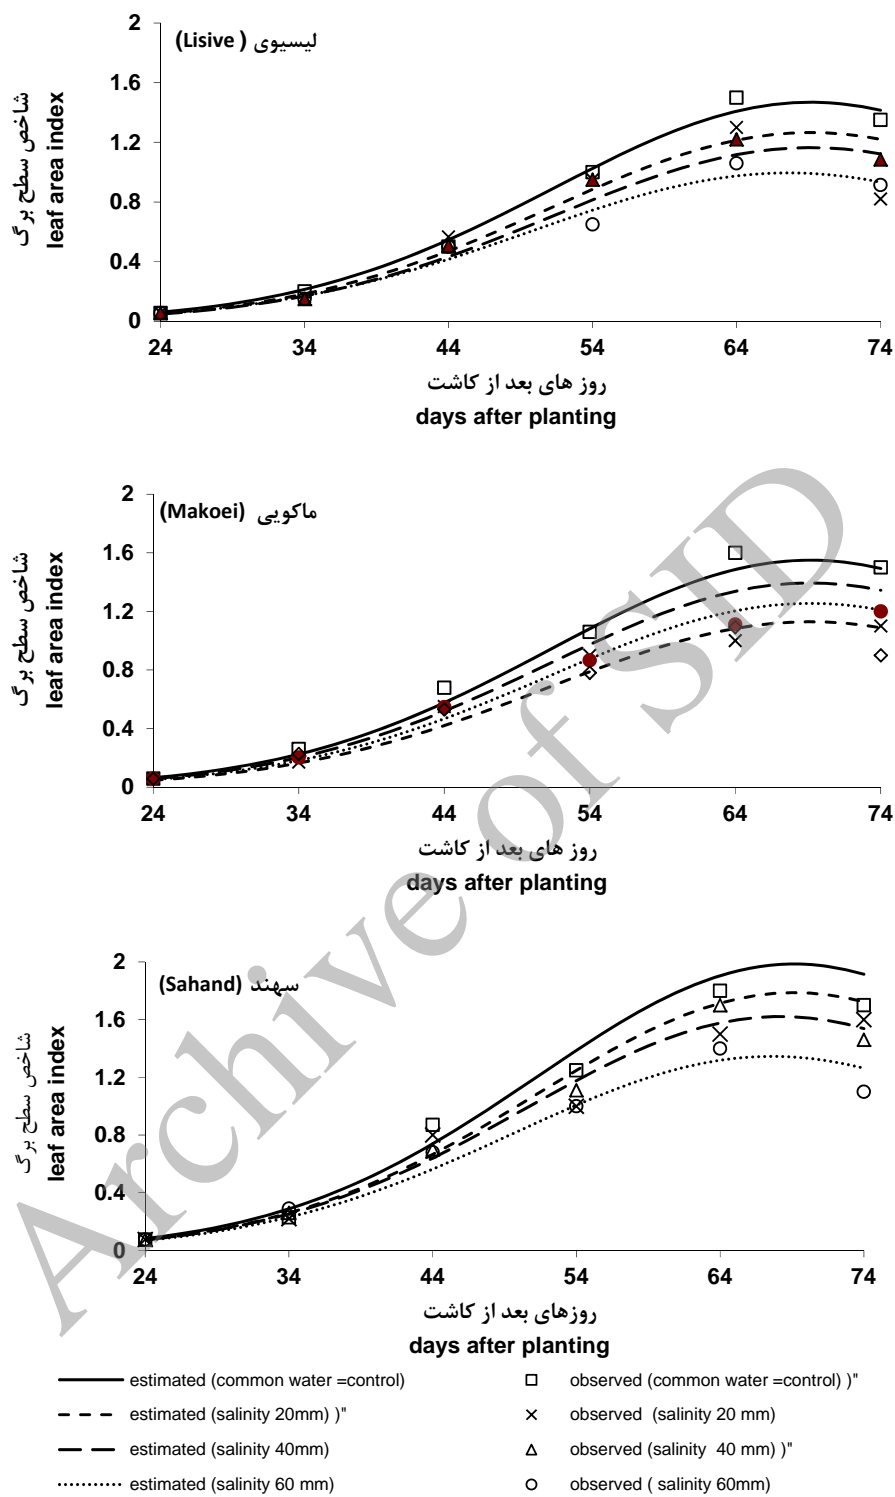 لیسیوی (Lisive )
2
1.6
1.2
0.8
0.4
0
شاخص سطح برگ
leaf area index
24 34 44 54 64 74
روز های بعد از کاشت
days after planting
ماکویی (Makoei)
2
1.6
1.2
0.8
0.4
0
شاخص سطح برگ
leaf area index
24 34 44 54 64 74
روز های بعد از کاشت
days after planting
سهند (Sahand)
2
1.6
1.2
0.8
0.4
0
شاخص سطح برگ
leaf area index
24 34 44 54 64 74
روزهای بعد از کاشت
days after planting
estimated (common water =control) observed (common water =control) )"
estimated (salinity 20mm) )" observed (salinity 20 mm)
estimated (salinity 40mm) observed (salinity 40 mm) )"
estimated (salinity 60 mm) observed ( salinity 60mm)
Archive of SID